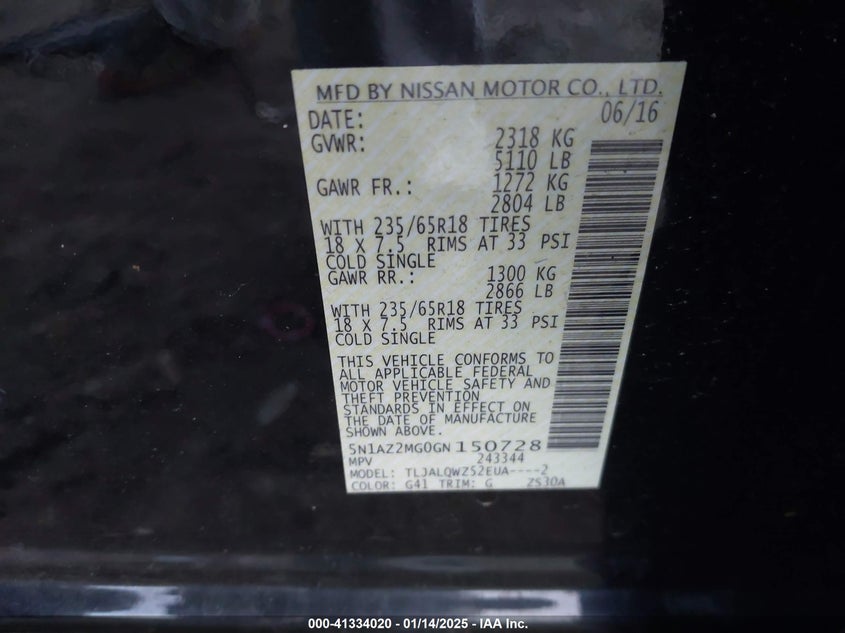 MFD BY NISSAN MOTOR CO., LTD.
DATE: 06/16
GVWR: 2318 KG
5110 LB
GAWR FR.: 1272 KG
2804 LB
WITH 235/65R18 TIRES
18 X 7.5 RIMS AT 33 PSI
COLD SINGLE
GAWR RR.: 1300 KG
2866 LB
WITH 235/65R18 TIRES
18 X 7.5 RIMS AT 33 PSI
COLD SINGLE
THIS VEHICLE CONFORMS TO
ALL APPLICABLE FEDERAL
MOTOR VEHICLE SAFETY AND
THEFT PREVENTION
STANDARDS IN EFFECT ON
THE DATE OF MANUFACTURE
SHOWN ABOVE.
5N1AZ2MG0GN150728
MPV 243344
MODEL: TLJALQWZ52EUA----2
COLOR: G41 TRIM: G ZS30A
000-41334020 - 01/14/2025 - IAA Inc.